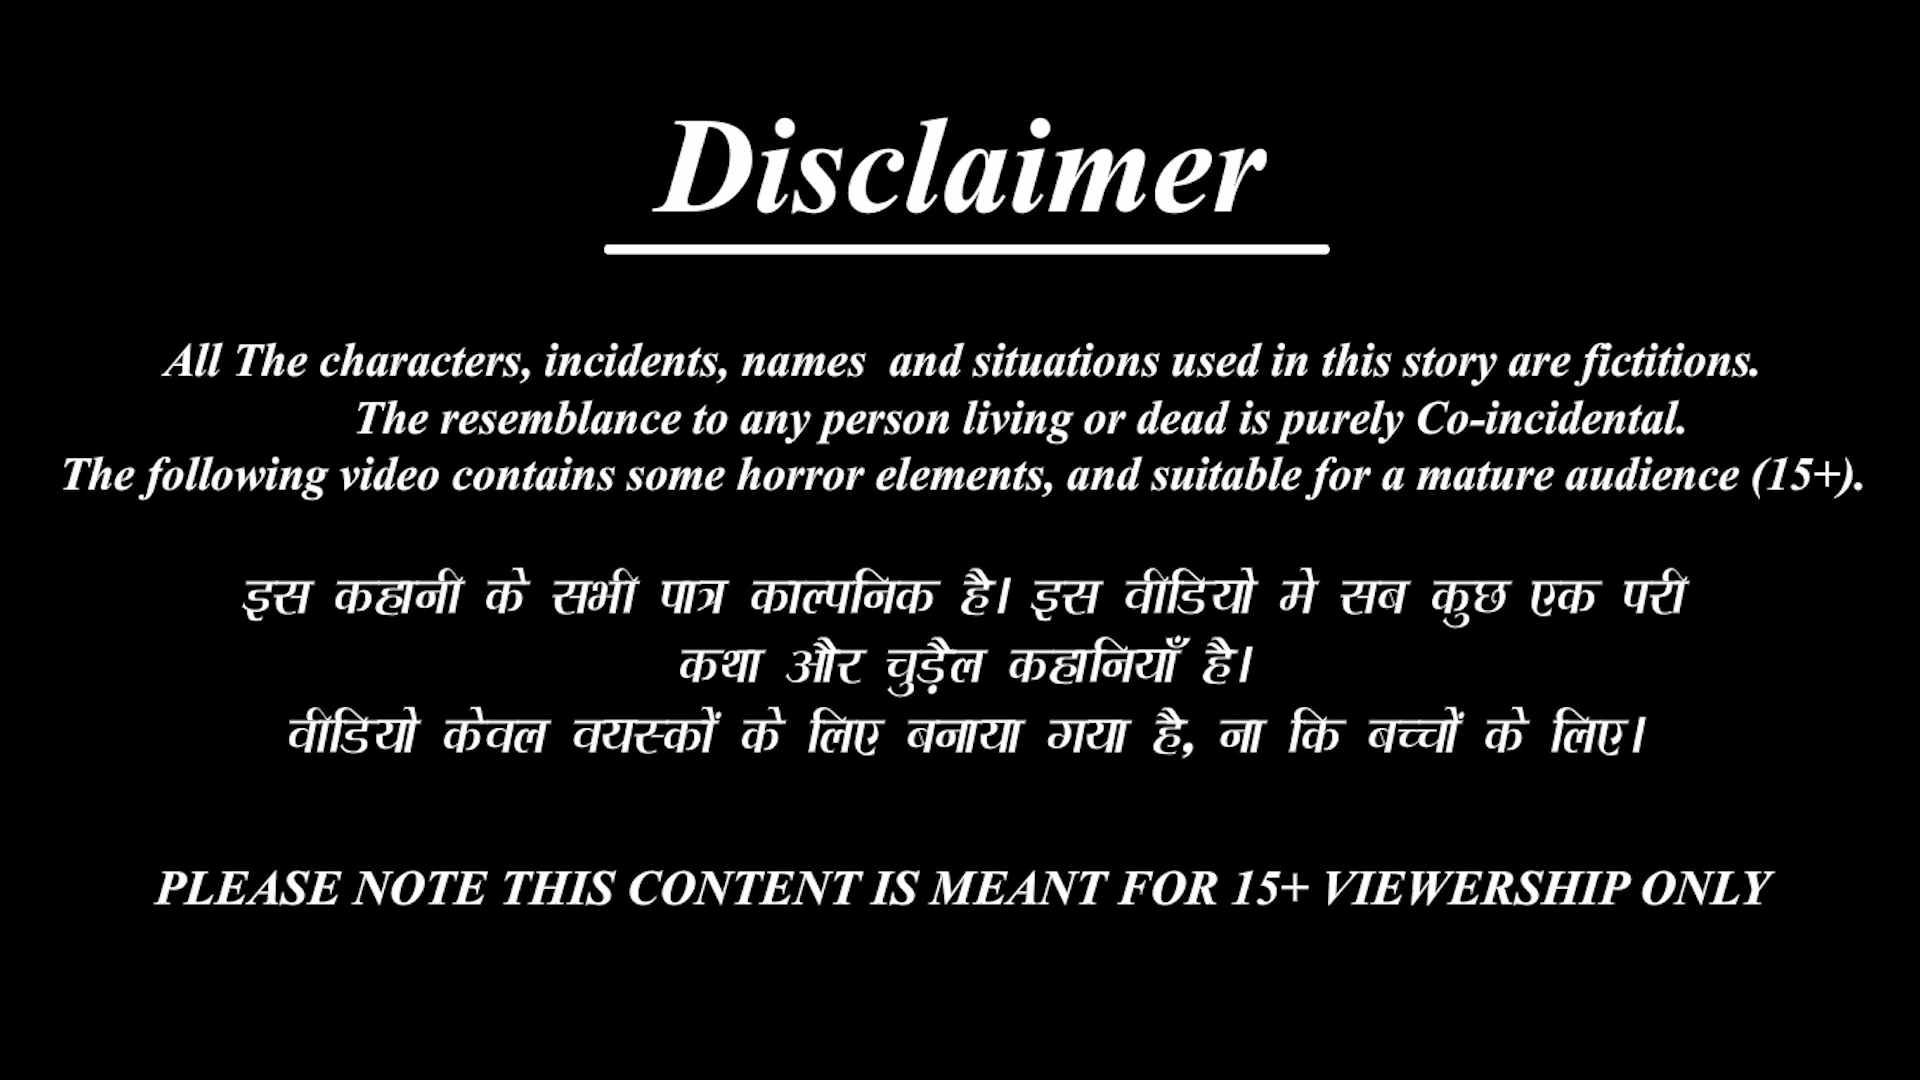 Disclaimer
All The characters, incidents, names and situations used in this story are fictitions.
The resemblance to any person living or dead is purely Co-incidental.
The following video contains some horror elements, and suitable for a mature audience (15+).
इस कहानी के सभी पात्र काल्पनिक है। इस वीडियो मे सब कुछ एक परी
कथा और चुड़ैल कहानियाँ है।
वीडियो केवल वयस्कों के लिए बनाया गया है, ना कि बच्चों के लिए।
PLEASE NOTE THIS CONTENT IS MEANT FOR 15+ VIEWERSHIP ONLY